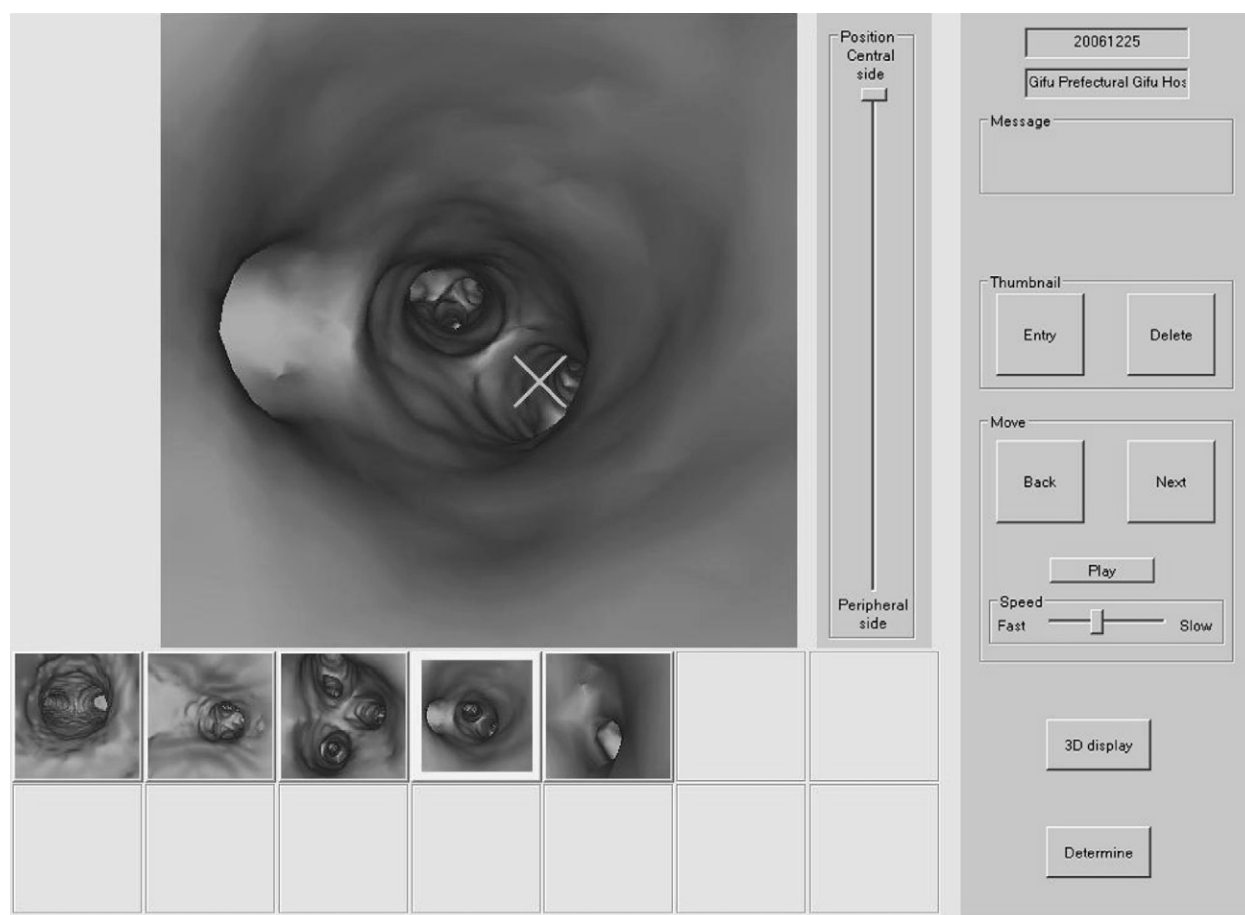 Position
Central
side
Peripheral
side
20061225
Gifu Prefectural Gifu Hos
Message
Thumbnail
Entry
Delete
Move
Back
Next
Play
Speed
Fast
Slow
3D display
Determine